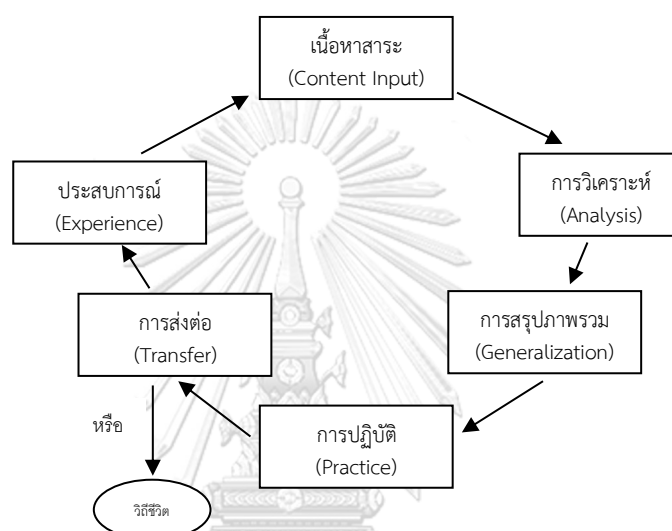 เนื้อหาสาระ
(Content Input)
ประสบการณ์
(Experience)
การวิเคราะห์
(Analysis)
การส่งต่อ
(Transfer)
การสรุปภาพรวม
(Generalization)
หรือ
การปฏิบัติ
(Practice)
วิถีชีวิต